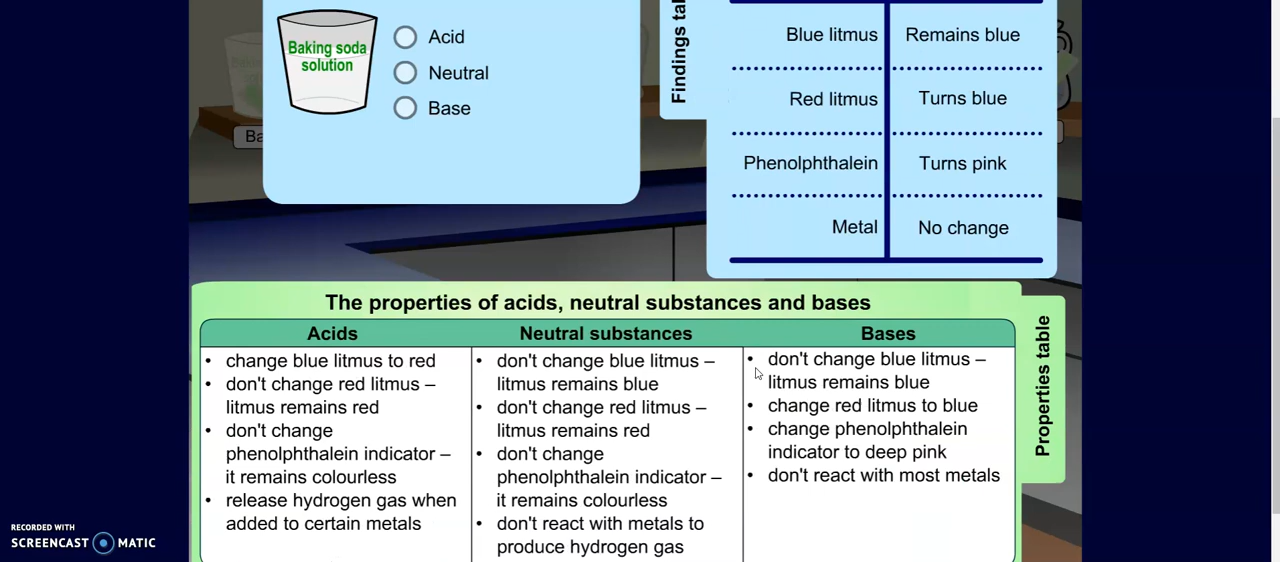 Baking soda
solution
Acid
Neutral
Base
Ba
Findings tal
Blue litmus Remains blue
Red litmus Turns blue
Phenolphthalein Turns pink
Metal No change
The properties of acids, neutral substances and bases
Acids
• change blue litmus to red
• don't change red litmus –
litmus remains red
• don't change
phenolphthalein indicator –
it remains colourless
• release hydrogen gas when
added to certain metals
Neutral substances
• don't change blue litmus –
litmus remains blue
• don't change red litmus –
litmus remains red
• don't change
phenolphthalein indicator –
it remains colourless
• don't react with metals to
produce hydrogen gas
Bases
• don't change blue litmus –
litmus remains blue
• change red litmus to blue
• change phenolphthalein
indicator to deep pink
• don't react with most metals
Properties table
RECORDED WITH
SCREENCAST MATIC